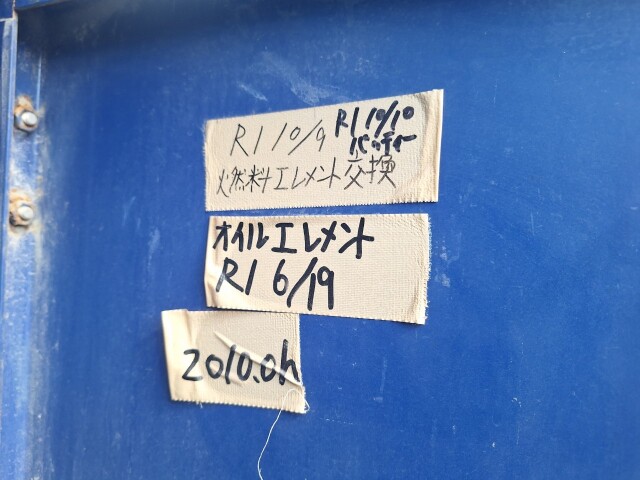 R1 10/9 R1 10/10
バッテリー
燃料エレメント交換
オイルエレメント
R1 6/19
2010.0h